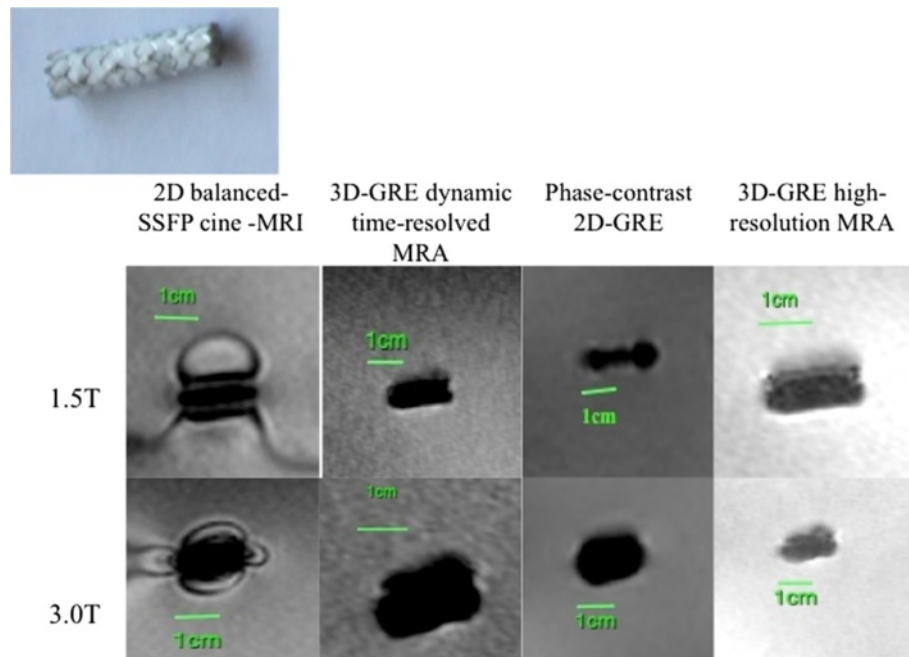 2D balanced-
SSFP cine -MRI
3D-GRE dynamic
time-resolved
MRA
Phase-contrast
2D-GRE
3D-GRE high-
resolution MRA
1.5T
1cm
1cm
1cm
1cm
3.0T
1cm
1cm
1cm
1cm